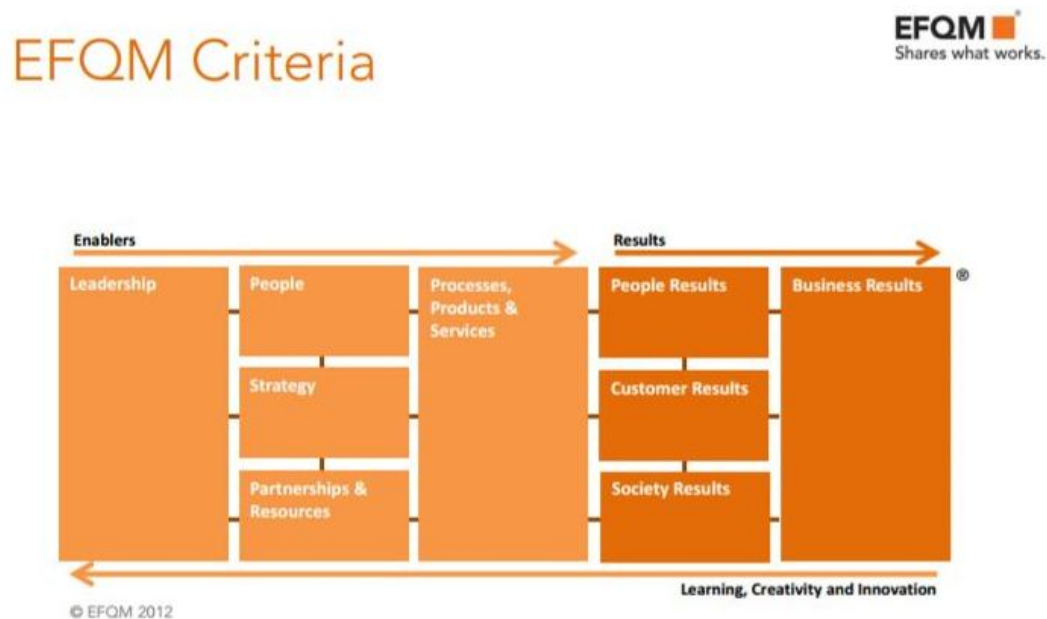 EFQM Criteria
EFQM
Shares what works.
Enablers
Results
Leadership
People
Processes,
Products &
Services
People Results
Business Results
®
Strategy
Customer Results
Partnerships &
Resources
Society Results
Learning, Creativity and Innovation
© EFQM 2012